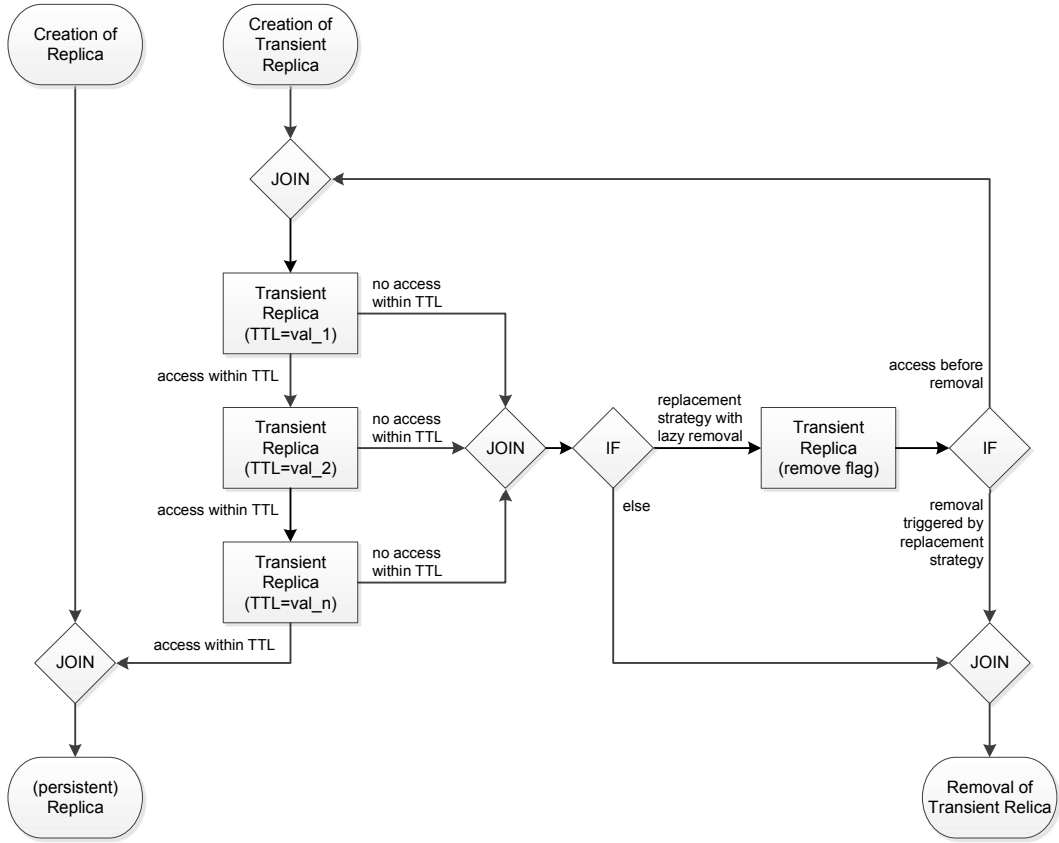 Creation of
Replica
Creation of
Transient
Replica
JOIN
Transient
Replica
(TTL=val_1)
no access
within TTL
access within TTL
Transient
Replica
(TTL=val_2)
no access
within TTL
access within TTL
Transient
Replica
(TTL=val_n)
no access
within TTL
access within TTL
JOIN
IF
replacement
strategy with
lazy removal
else
Transient
Replica
(remove flag)
access before
removal
IF
removal
triggered by
replacement
strategy
JOIN
JOIN
(persistent)
Replica
Removal of
Transient Relica